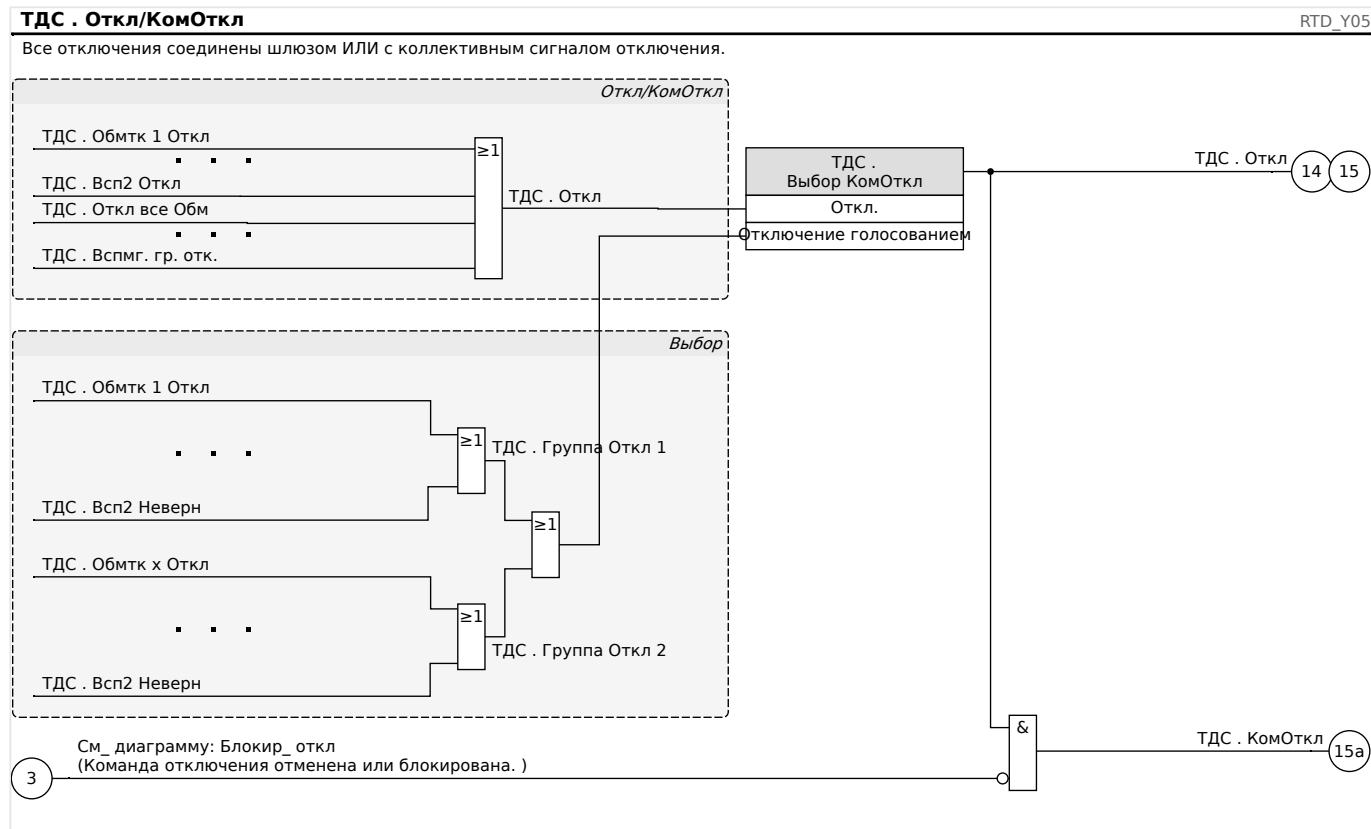 ТДС . Откл/КомОткл
RTD_Y05
Все отключения соединены шлюзом ИЛИ с коллективным сигналом отключения.
Откл/КомОткл
ТДС . Обмтк 1 Откл
. . .
≥1
ТДС . Всп2 Откл
ТДС . Откл все Обм
. . .
ТДС . Вспмг. гр. отк.
ТДС . Откл
ТДС .
Выбор КомОткл
Откл.
Отключение голосованием
ТДС . Откл
14
15
Выбор
ТДС . Обмтк 1 Откл
. . .
≥1
ТДС . Группа Откл 1
ТДС . Всп2 Неверн
≥1
ТДС . Обмтк x Откл
. . .
≥1
ТДС . Группа Откл 2
ТДС . Всп2 Неверн
&
ТДС . КомОткл
15a
См_ диаграмму: Блокир_ откл
(Команда отключения отменена или блокирована. )
3